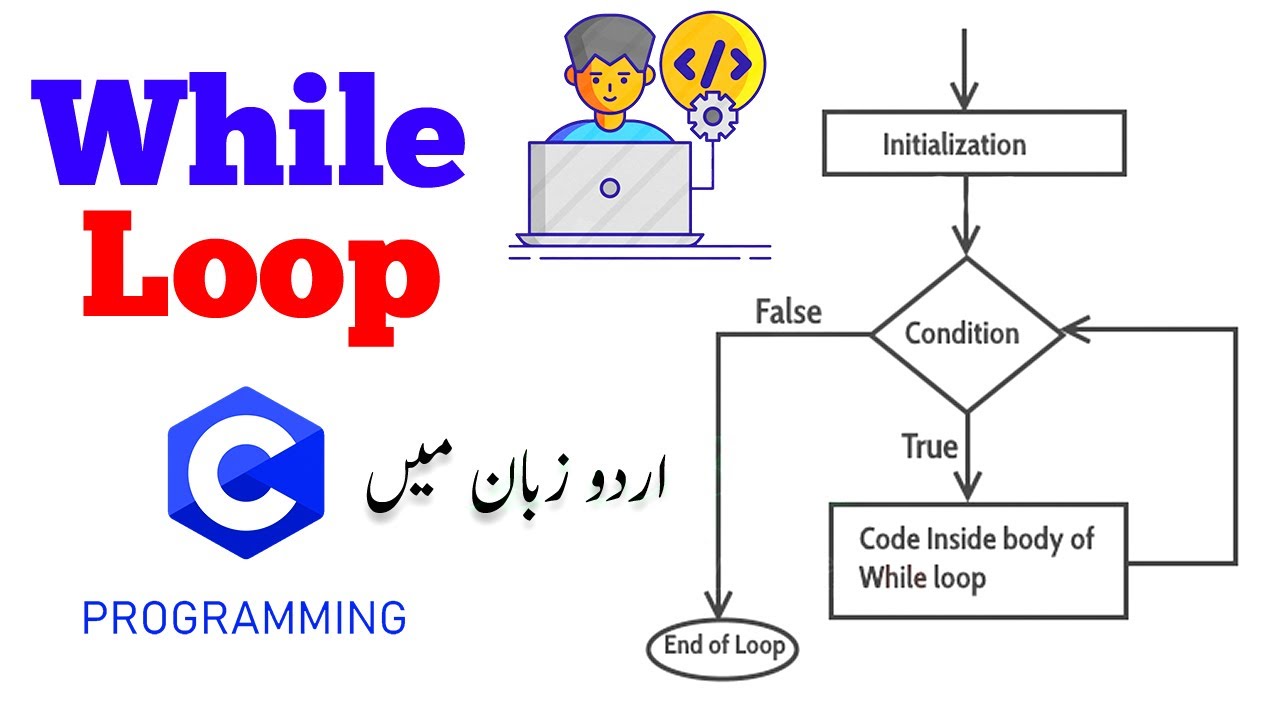 While
Loop
</>
اردو زبان میں
C
PROGRAMMING
Initialization
Condition
False
True
Code Inside body of
While loop
End of Loop